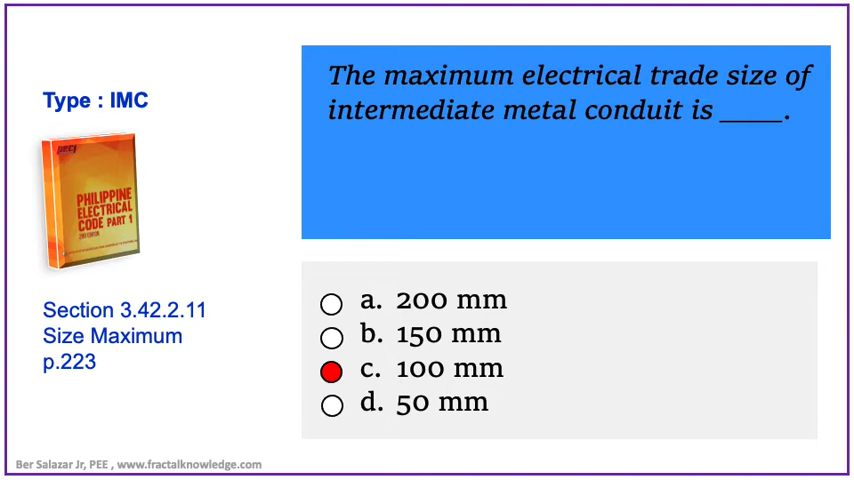 Type : IMC
PHILIPPINE
ELECTRICAL
CODE PART 1
Section 3.42.2.11
Size Maximum
p.223
The maximum electrical trade size of
intermediate metal conduit is _____.
a. 200 mm
b. 150 mm
c. 100 mm
d. 50 mm
Ber Salazar Jr, PEE , www.fractalknowledge.com